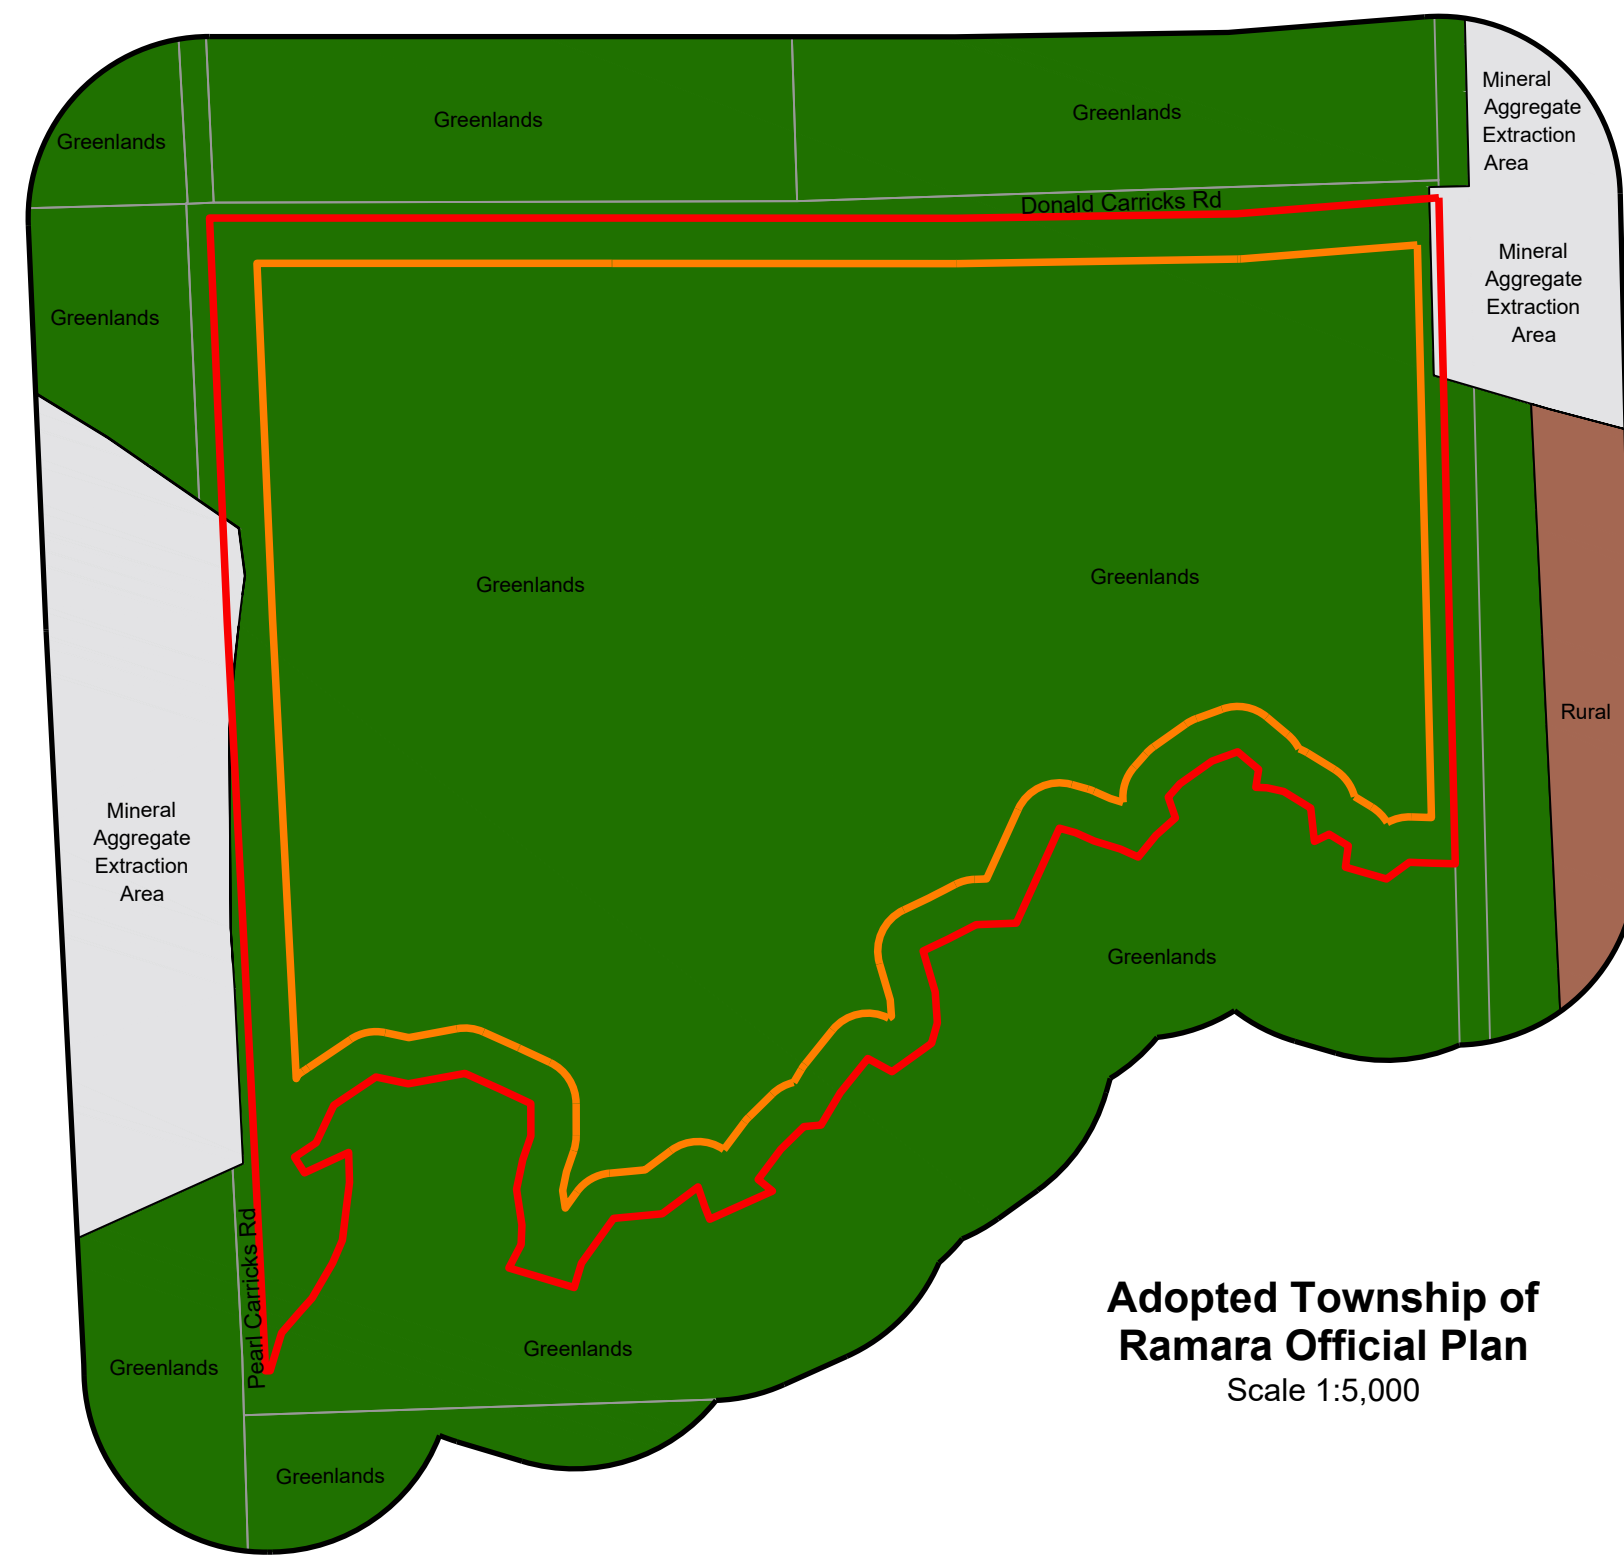 Greenlands
Greenlands
Greenlands
Mineral
Aggregate
Extraction
Area
Donald Carricks Rd
Greenlands
Mineral
Aggregate
Extraction
Area
Greenlands
Greenlands
Rural
Mineral
Aggregate
Extraction
Area
Greenlands
Pearl Carricks Rd
Greenlands
Greenlands
Greenlands
Adopted Township of
Ramara Official Plan
Scale 1:5,000